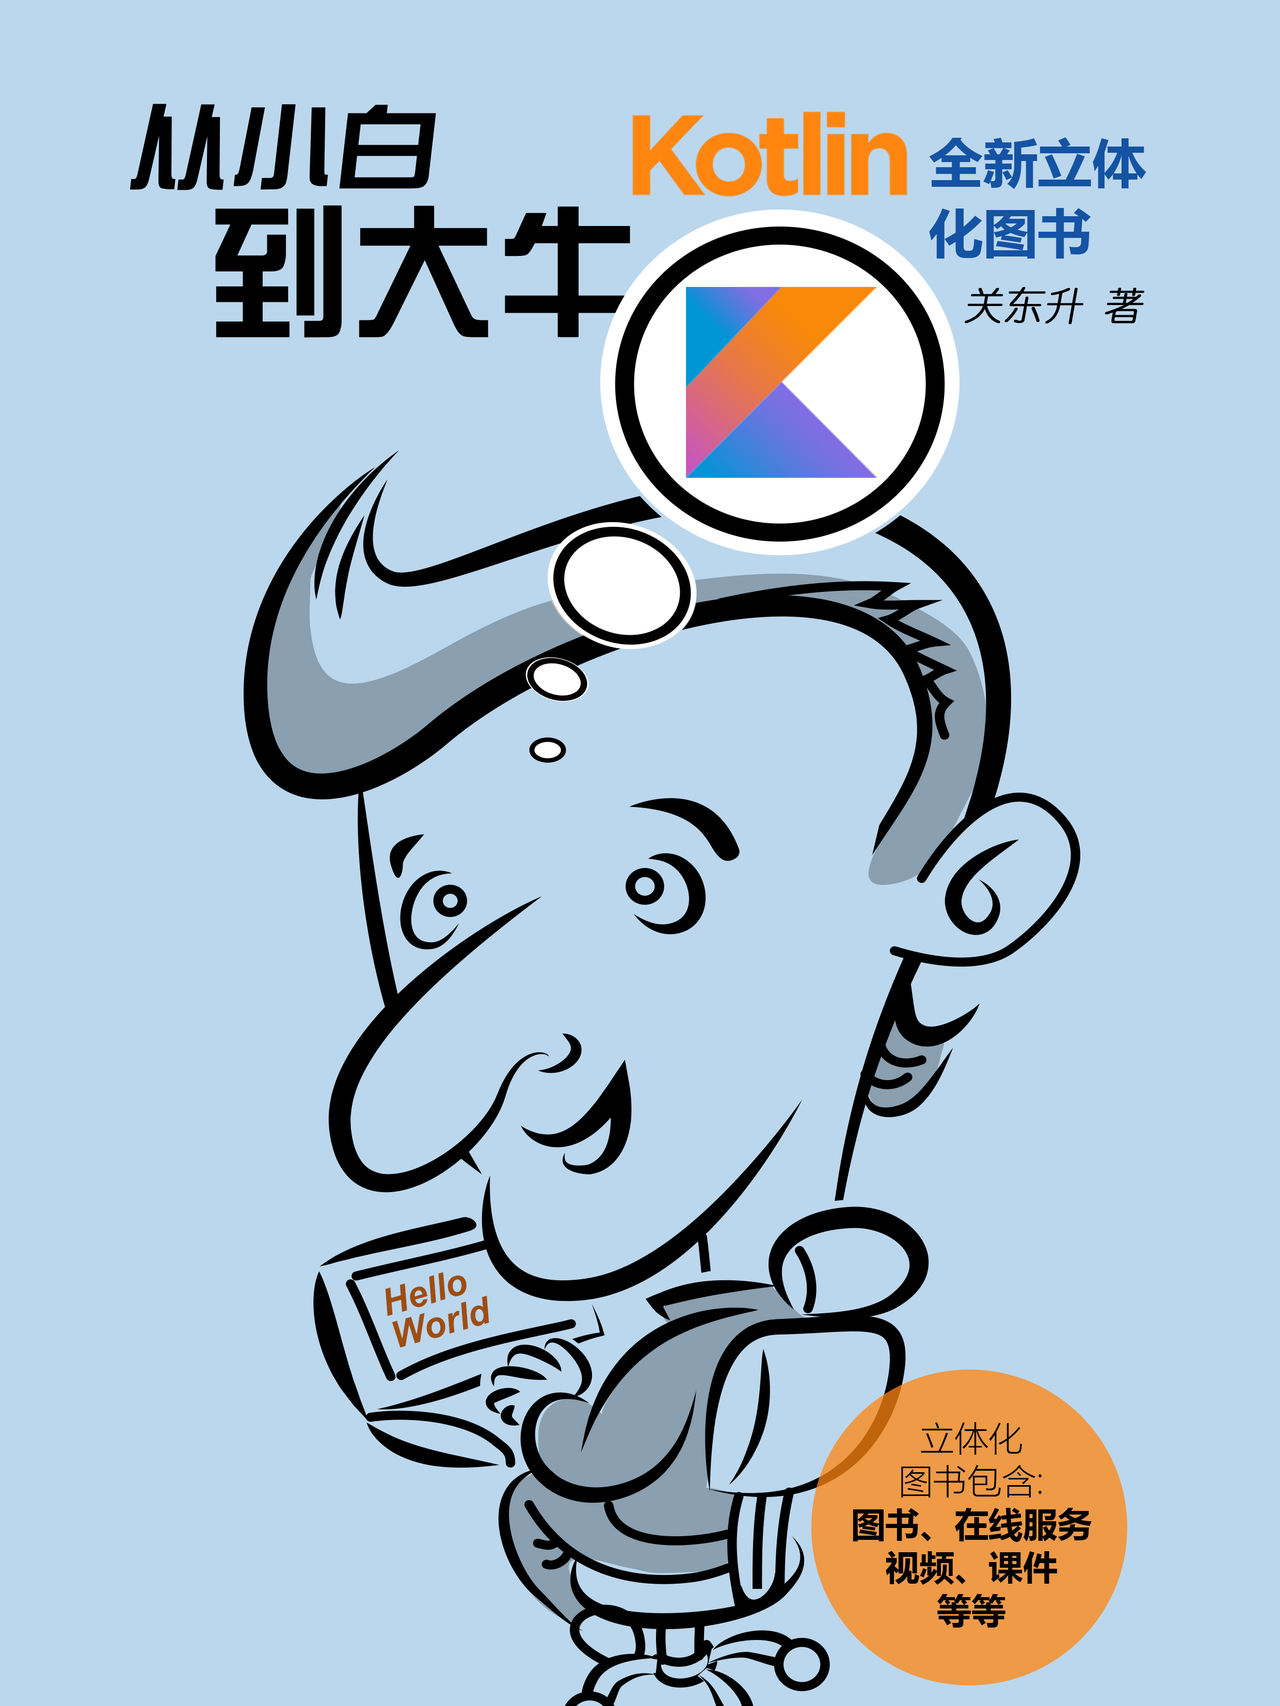 从小白
到大牛
Kotlin
全新立体
化图书
关东升 著
Hello
World
立体化
图书包含:
图书、在线服务
视频、课件
等等